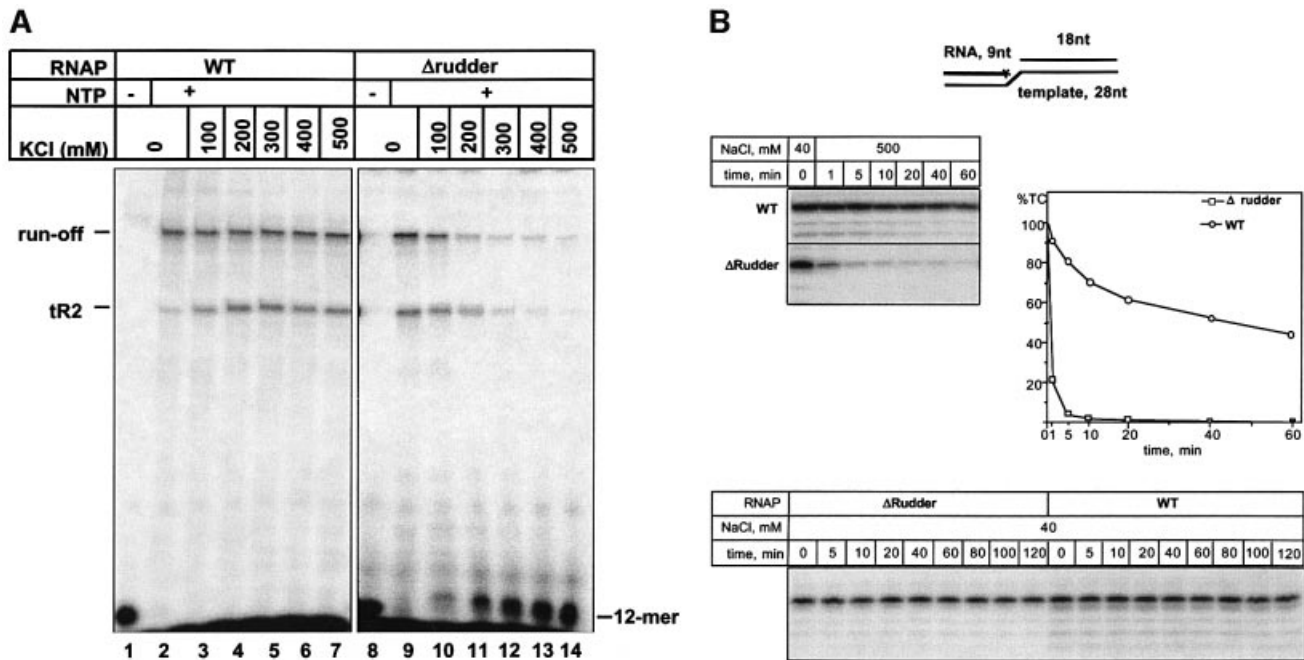 A
RNAP WT Δrudder
NTP - + - +
KCl (mM) 0 100 200 300 400 500 0 100 200 300 400 500
run-off
tR2
12-mer
1 2 3 4 5 6 7 8 9 10 11 12 13 14
B
18nt
RNA, 9nt
template, 28nt
NaCl, mM 40 500
time, min 0 1 5 10 20 40 60
WT
ΔRudder
%TC
Δ rudder
WT
100
80
60
40
20
0 1 5 10 20 40 60
time, min
RNAP ΔRudder WT
NaCl, mM 40
time, min 0 5 10 20 40 60 80 100 120 0 5 10 20 40 60 80 100 120